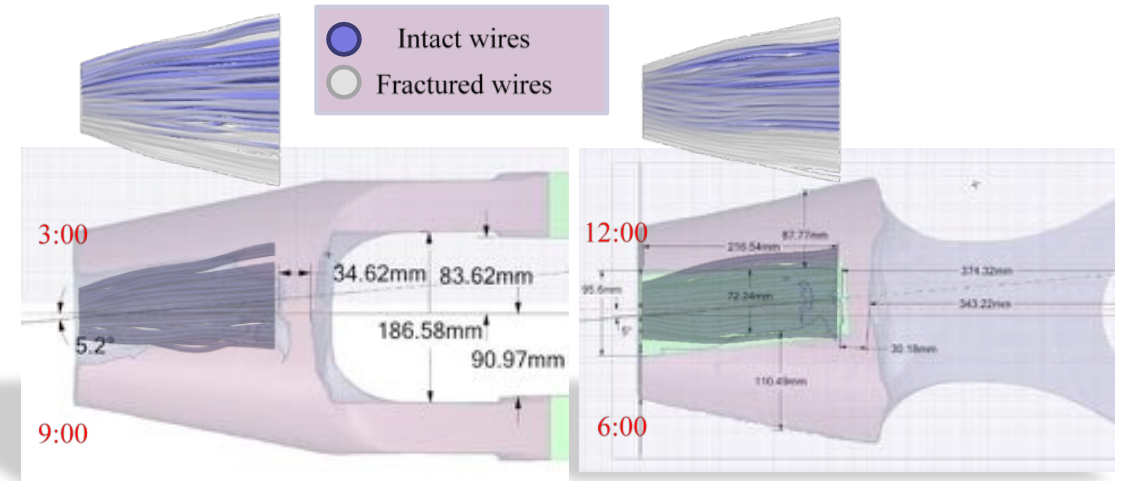 Intact wires
Fractured wires
3:00
34.62mm
83.62mm
186.58mm
5.2°
90.97mm
9:00
12:00
87.77mm
216.54mm
374.32mm
95.6mm
72.24mm
343.22mm
5°
30.18mm
110.49mm
6:00